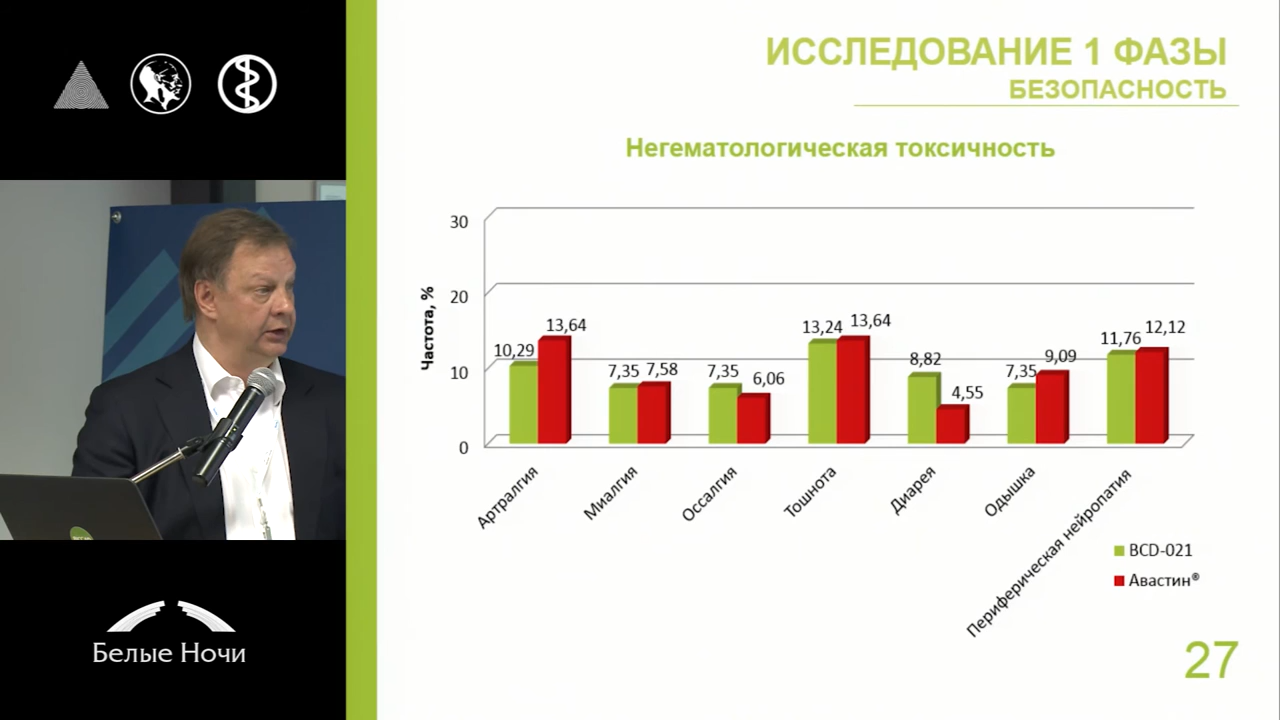 ИССЛЕДОВАНИЕ 1 ФАЗЫ
БЕЗОПАСНОСТЬ
Негематологическая токсичность
Частота, %
30
20
10
0
10,29
13,64
7,35
7,58
7,35
6,06
13,24
13,64
8,82
4,55
7,35
9,09
11,76
12,12
Артралгия
Миалгия
Оссалгия
Тошнота
Диарея
Одышка
Периферическая нейропатия
BCD-021
Авастин®
27
Белые Ночи